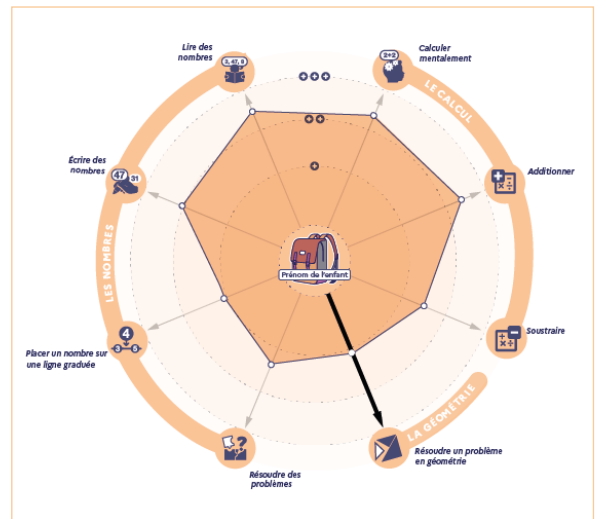 Lire des
nombres
3, 47, 9
2+2
Calculer
mentalement
LE CALCUL
Écrire des
nombres
47
31
Additionner
LES NOMBRES
Prénom de l'enfant
4
3
5
Placer un nombre sur
une ligne graduée
Soustraire
LA GÉOMÉTRIE
?
Résoudre des
problèmes
Résoudre un problème
en géométrie